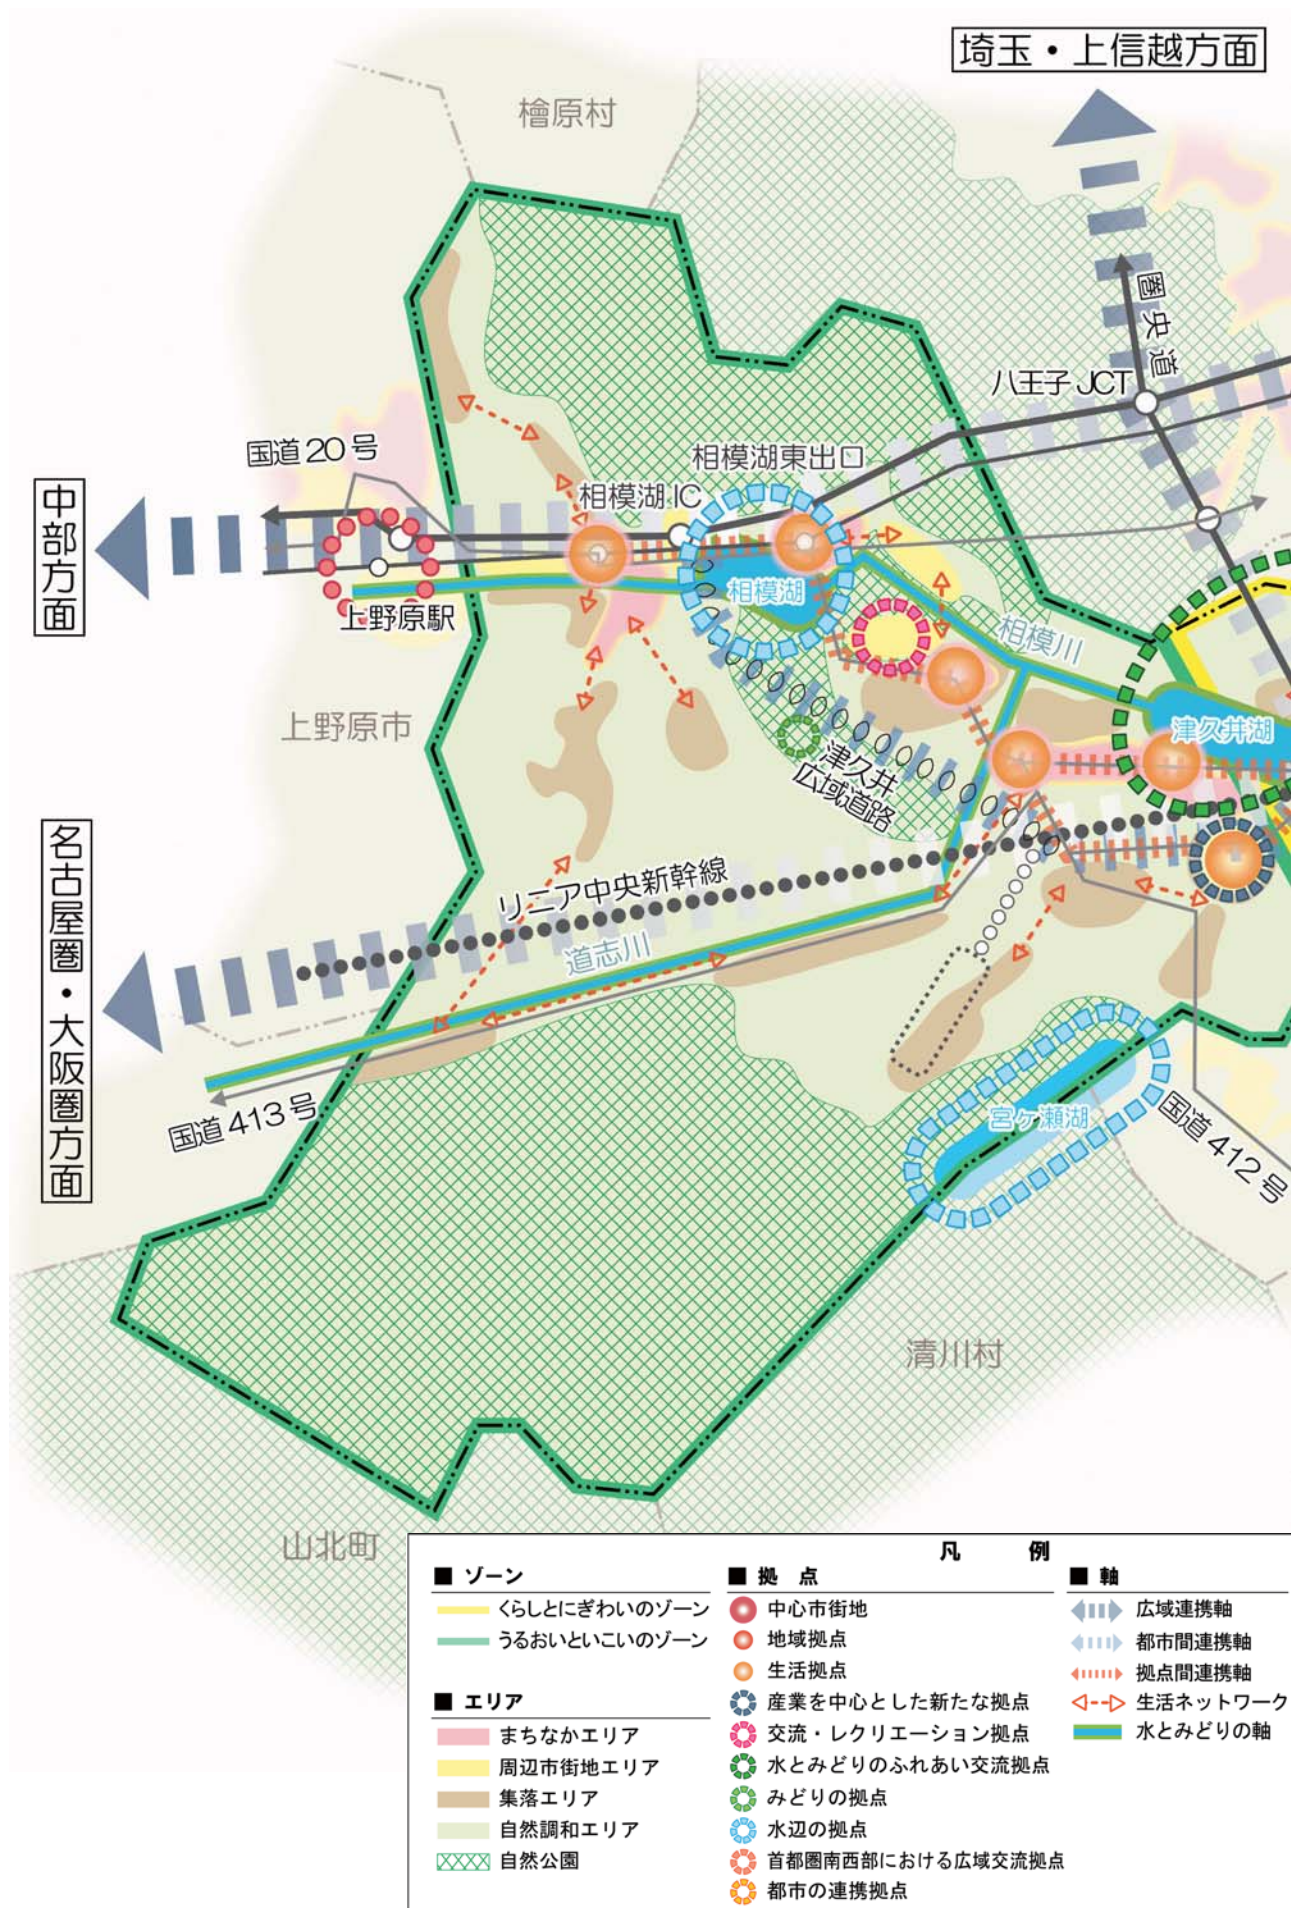 埼玉・上信越方面
檜原村
圏央道
八王子JCT
国道20号
相模湖東出口
相模湖IC
中部方面
相模湖
上野原駅
相模川
上野原市
津久井湖
津久井
広域道路
名古屋圏・大阪圏方面
リニア中央新幹線
道志川
国道413号
宮ヶ瀬湖
国道412号
清川村
山北町
凡 例
■ ゾーン
くらしとにぎわいのゾーン
うるおいといこいのゾーン
■ エリア
まちなかエリア
周辺市街地エリア
集落エリア
自然調和エリア
自然公園
■ 拠 点
中心市街地
地域拠点
生活拠点
産業を中心とした新たな拠点
交流・レクリエーション拠点
水とみどりのふれあい交流拠点
みどりの拠点
水辺の拠点
首都圏南西部における広域交流拠点
都市の連携拠点
■ 軸
広域連携軸
都市間連携軸
拠点間連携軸
生活ネットワーク
水とみどりの軸